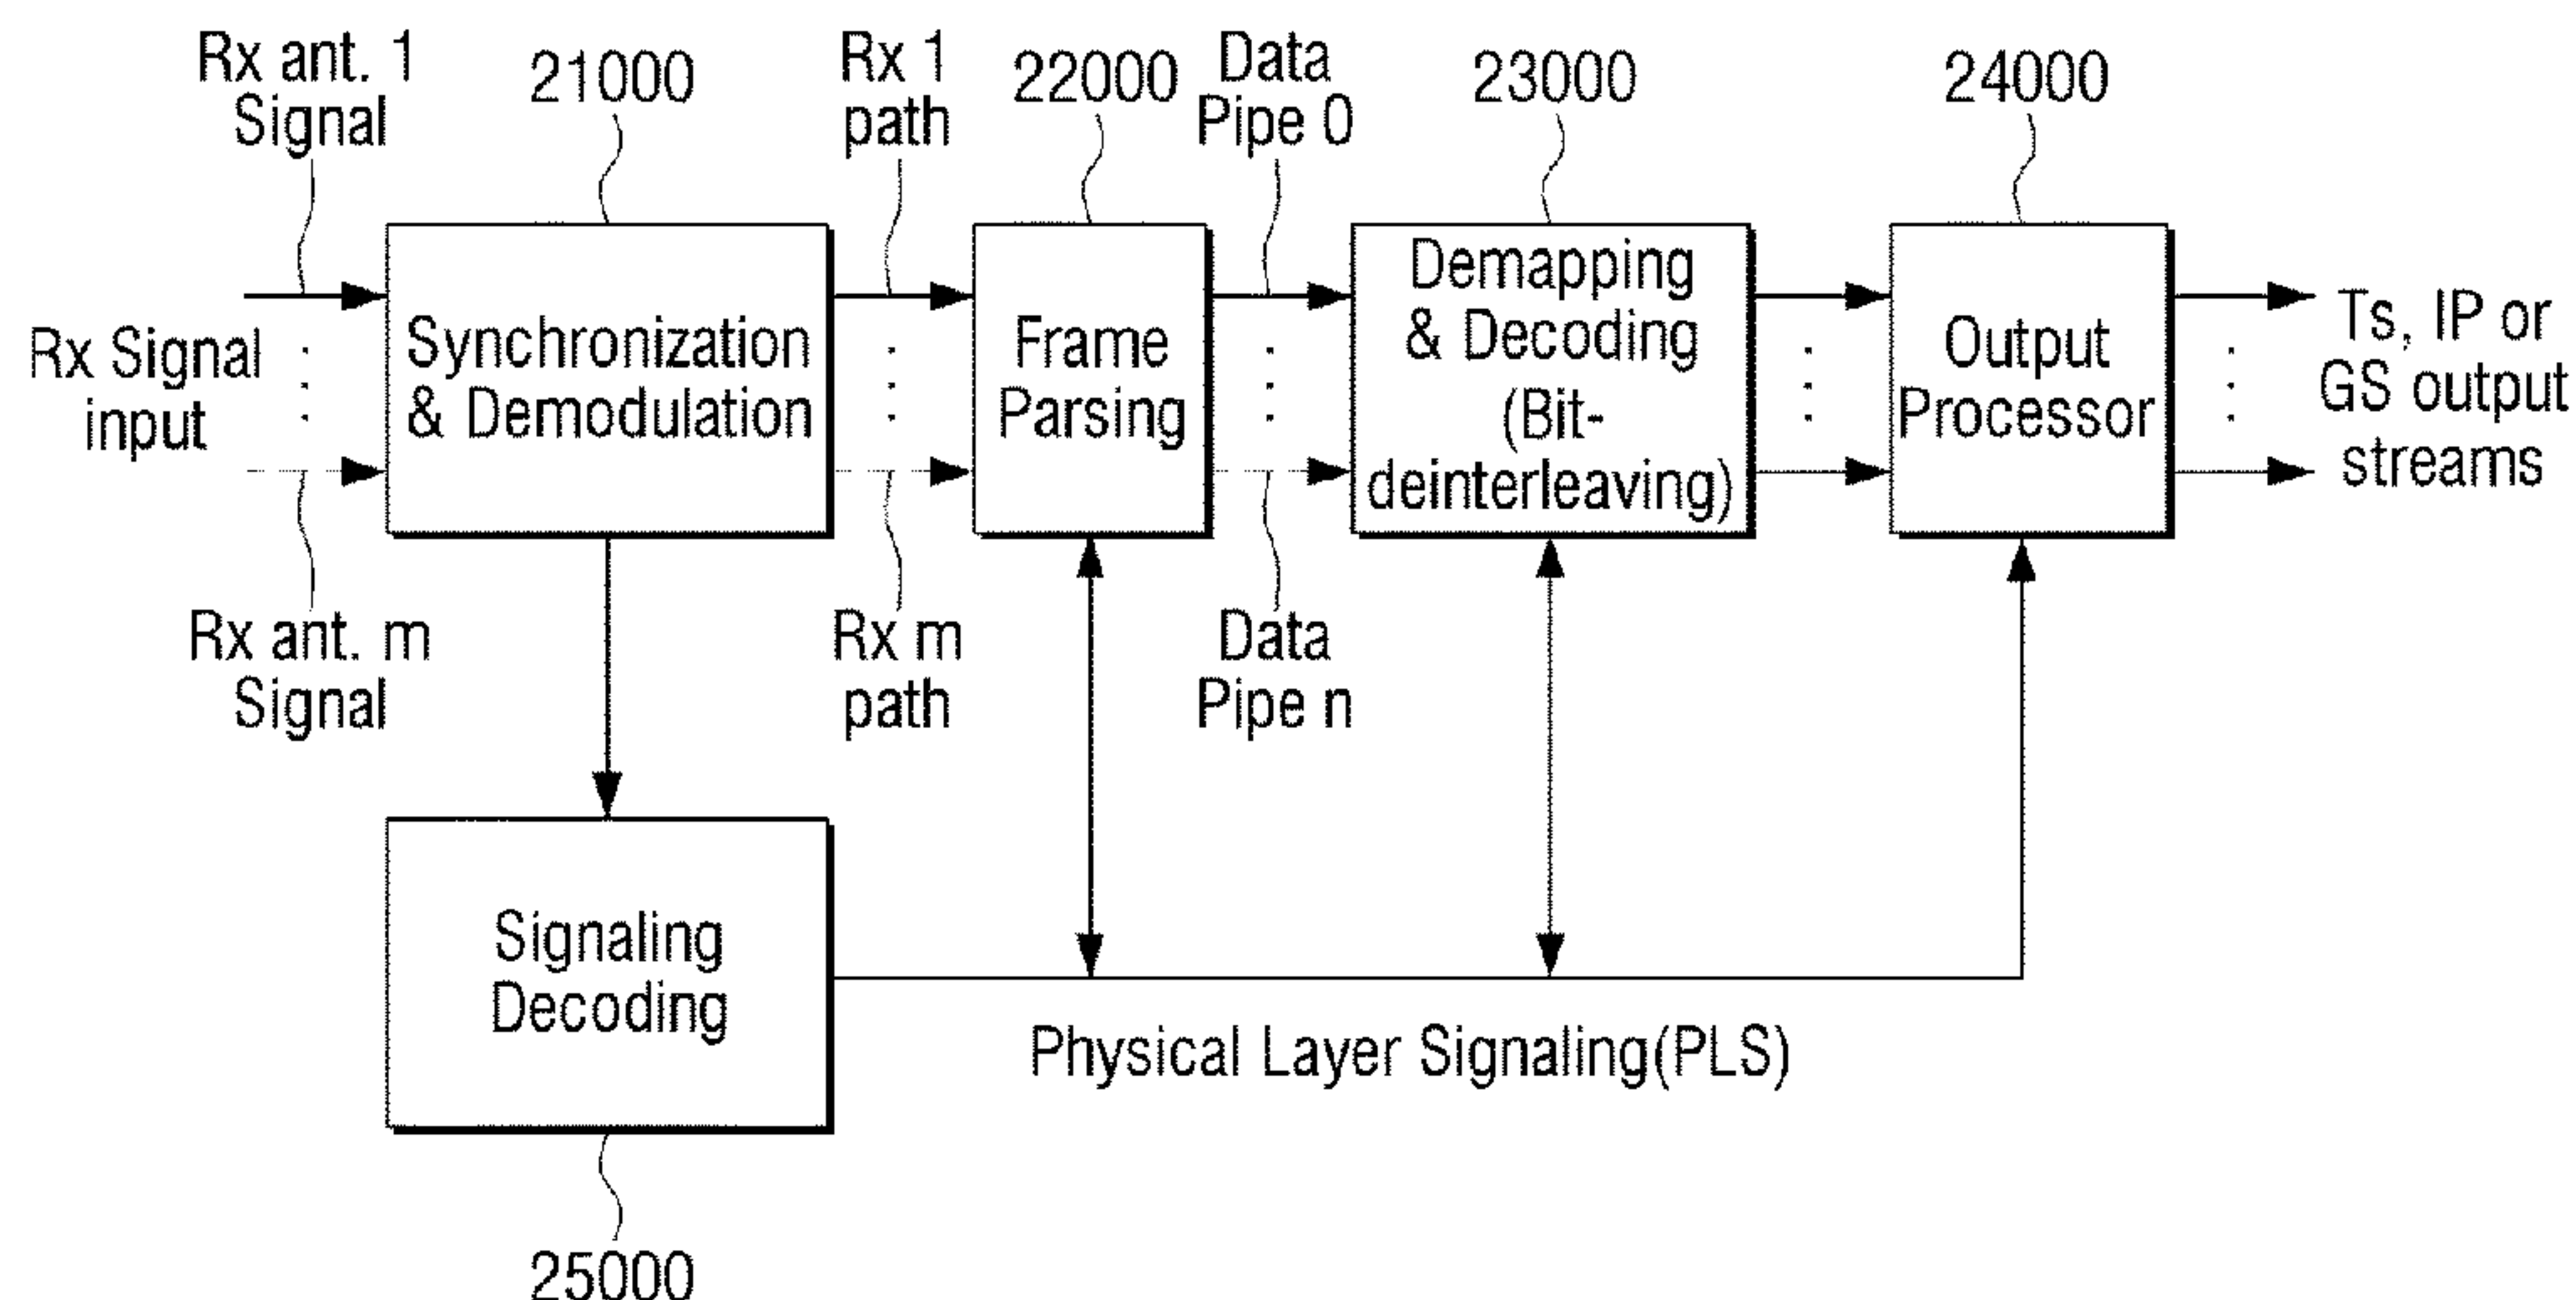 Rx ant. 1
Signal
21000
Rx 1
path
22000
Data
Pipe 0
23000
24000
Rx Signal
input
Synchronization
& Demodulation
Frame
Parsing
Demapping
& Decoding
(Bit-
deinterleaving)
Output
Processor
Ts, IP or
GS output
streams
Rx ant. m
Signal
Rx m
path
Data
Pipe n
Signaling
Decoding
Physical Layer Signaling(PLS)
25000